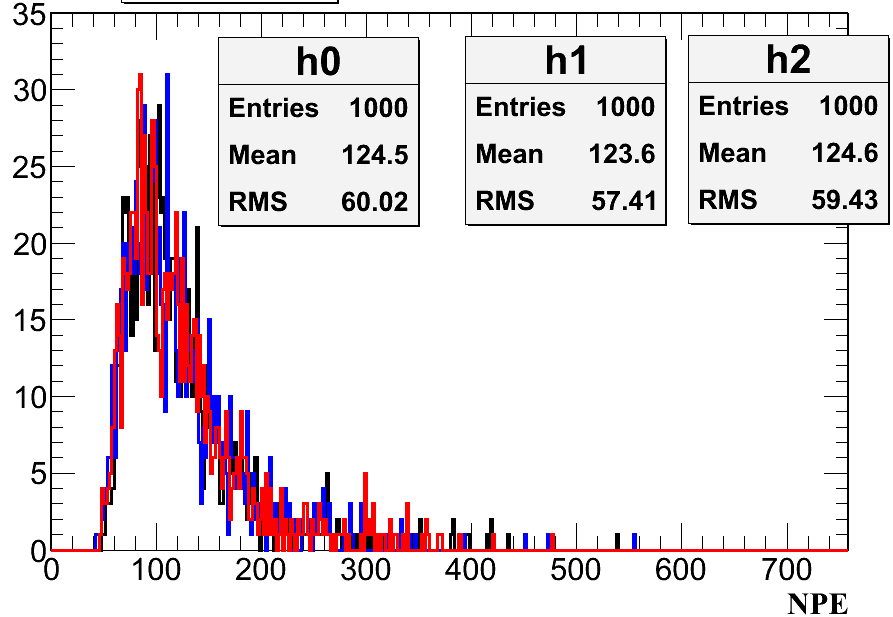 35
30
25
20
15
10
5
0
h0
Entries 1000
Mean 124.5
RMS 60.02
h1
Entries 1000
Mean 123.6
RMS 57.41
h2
Entries 1000
Mean 124.6
RMS 59.43
0 100 200 300 400 500 600 700
NPE